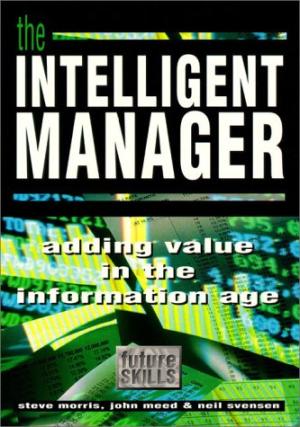 the
INTELLIGENT
MANAGER
adding value
in the
information age
future
SKILLS
steve morris, john meed & neil svensen